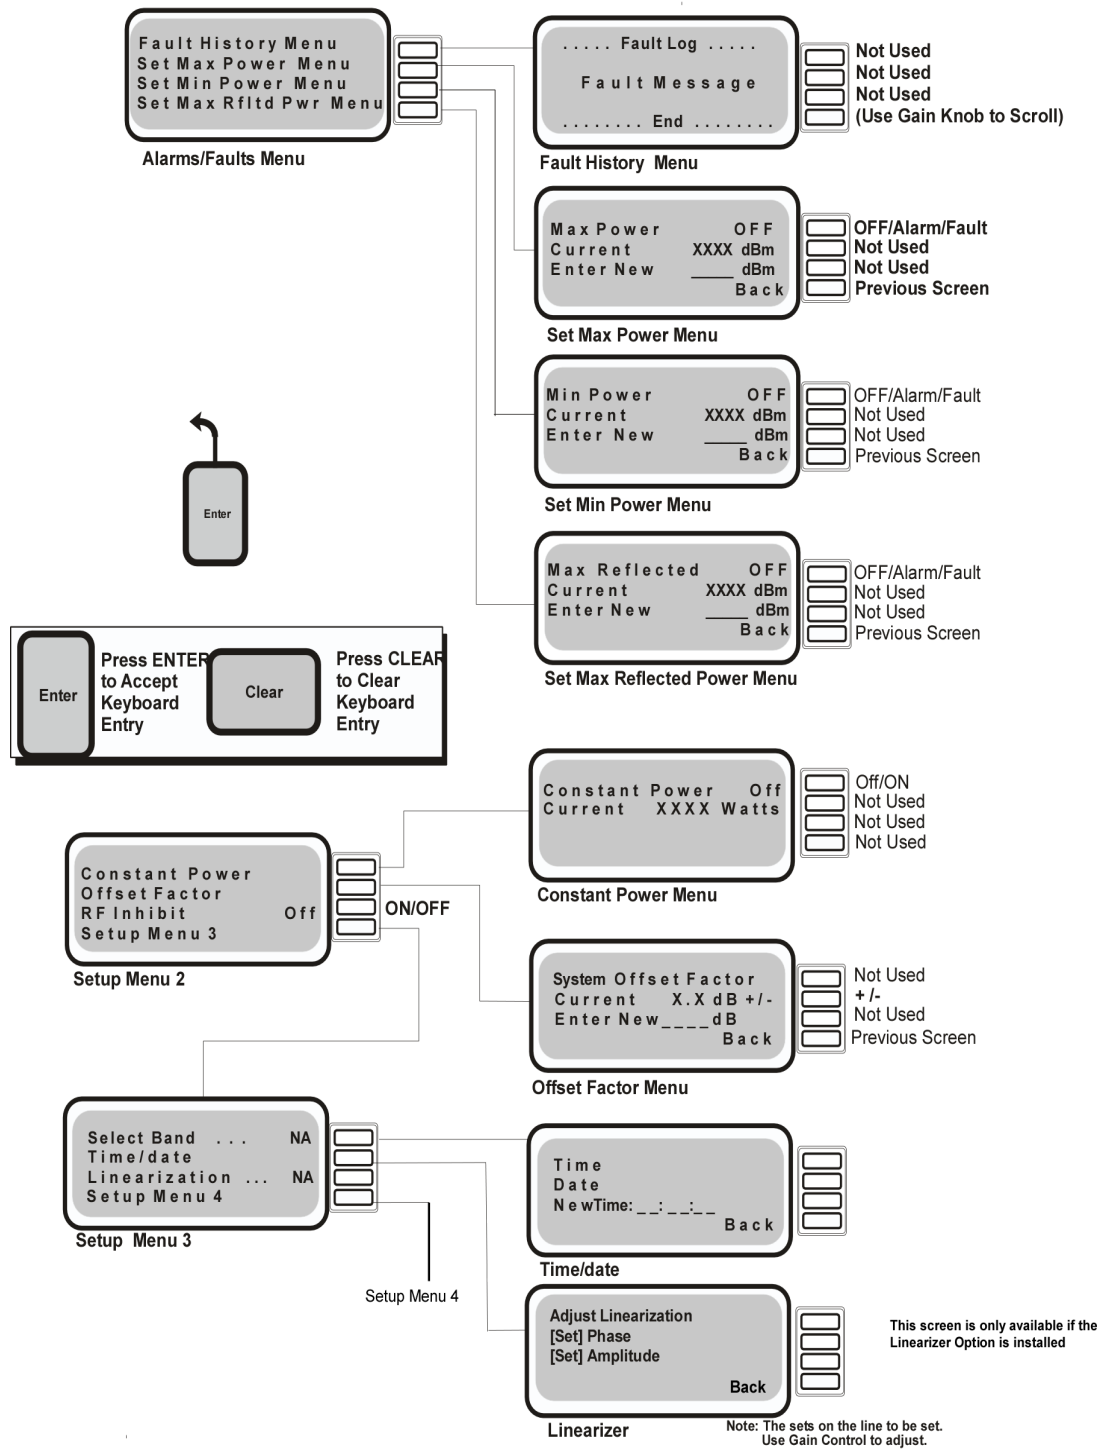 Fault History Menu
Set Max Power Menu
Set Min Power Menu
Set Max Rfltd Pwr Menu
Alarms/Faults Menu
. . . . . Fault Log . . . . .
Fault Message
. . . . . . . . End . . . . . . . .
Not Used
Not Used
Not Used
(Use Gain Knob to Scroll)
Fault History Menu
Max Power OFF
Current XXXX dBm
Enter New ____ dBm
Back
OFF/Alarm/Fault
Not Used
Not Used
Previous Screen
Set Max Power Menu
Min Power OFF
Current XXXX dBm
Enter New ____ dBm
Back
OFF/Alarm/Fault
Not Used
Not Used
Previous Screen
Set Min Power Menu
Enter
Max Reflected OFF
Current XXXX dBm
Enter New ____ dBm
Back
OFF/Alarm/Fault
Not Used
Not Used
Previous Screen
Set Max Reflected Power Menu
Enter
Press ENTER
to Accept
Keyboard
Entry
Clear
Press CLEAR
to Clear
Keyboard
Entry
Constant Power Off
Current XXXX Watts
Off/ON
Not Used
Not Used
Not Used
Constant Power Menu
Constant Power
Offset Factor
RF Inhibit Off
Setup Menu 3
ON/OFF
Setup Menu 2
System Offset Factor
Current X.X dB +/-
Enter New _ _ _ _ dB
Back
Not Used
+ /-
Not Used
Previous Screen
Offset Factor Menu
Select Band . . . NA
Time/date
Linearization ... NA
Setup Menu 4
Setup Menu 3
Setup Menu 4
Time
Date
NewTime: _ _: _ _:_ _
Back
Time/date
Adjust Linearization
[Set] Phase
[Set] Amplitude
Back
This screen is only available if the
Linearizer Option is installed
Linearizer
Note: The sets on the line to be set.
Use Gain Control to adjust.